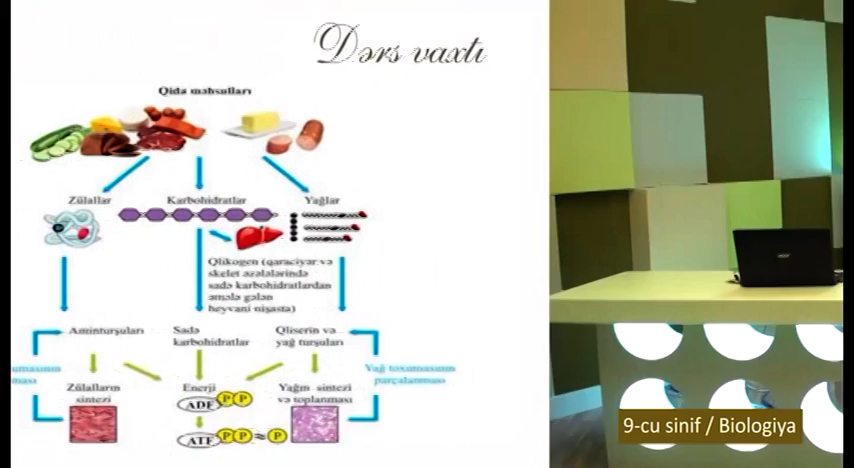 Dərs vaxtı
Qida məhsulları
Zülallar
Karbohidratlar
Yağlar
Qlikogen (qaraciyər və
skelet əzələlərində
sadə karbohidratlardan
əmələ gələn
heyvani nişasta)
Aminturşuları
Sadə
karbohidratlar
Qliserin və
yağ turşuları
Yağ toxumasının
parçalanması
Zülalların
sintezi
Enerji
Yağın sintezi
və toplanması
ADF P P
ATF P P ≈ P
acer
9-cu sinif / Biologiya